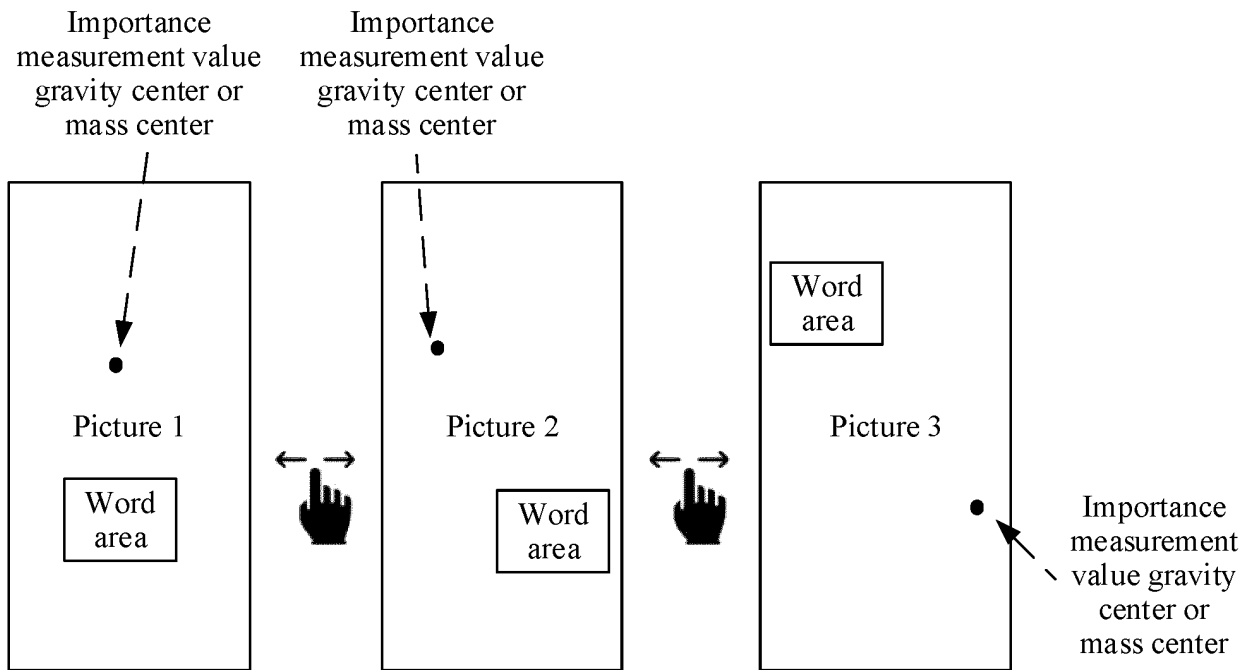 Importance
measurement value
gravity center or
mass center
Importance
measurement value
gravity center or
mass center
Picture 1
Word
area
Picture 2
Word
area
Word
area
Picture 3
Importance
measurement
value gravity
center or
mass center